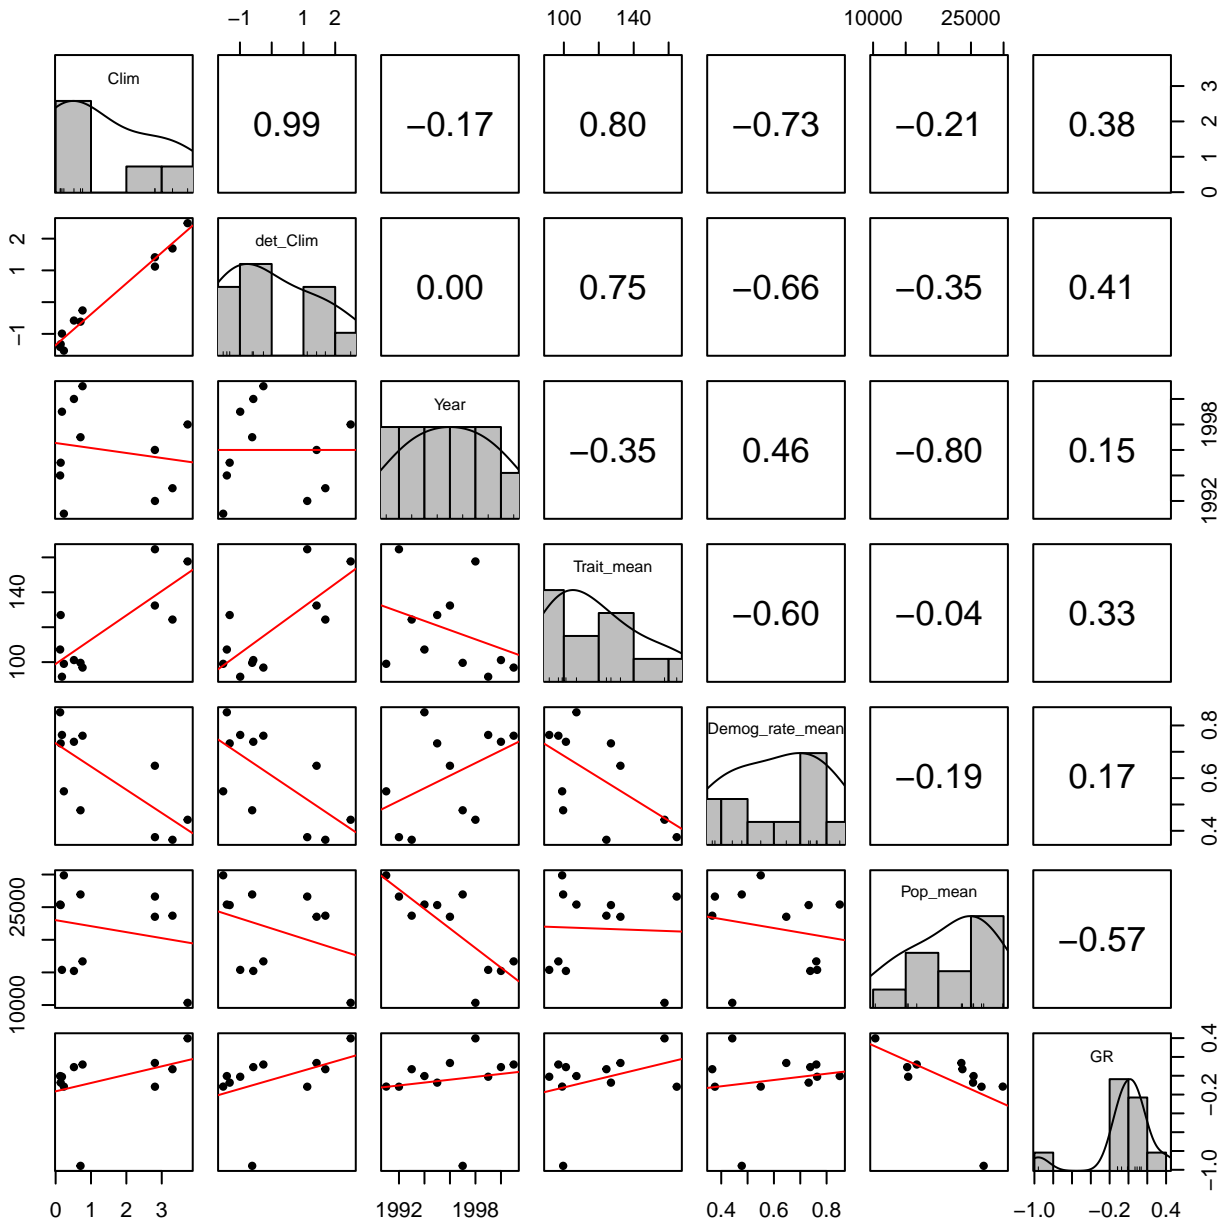 −1 1 2 100 140 10000 25000
Clim 0.99 −0.17 0.80 −0.73 −0.21 0.38 0 1 2 3
−1 1 2 det_Clim 0.00 0.75 −0.66 −0.35 0.41
Year −0.35 0.46 −0.80 0.15 1992 1998
100 140 Trait_mean −0.60 −0.04 0.33
Demog_rate_mean −0.19 0.17 0.4 0.6 0.8
10000 25000 Pop_mean −0.57
GR −1.0 −0.2 0.4
0 1 2 3 1992 1998 0.4 0.6 0.8 −1.0 −0.2 0.4